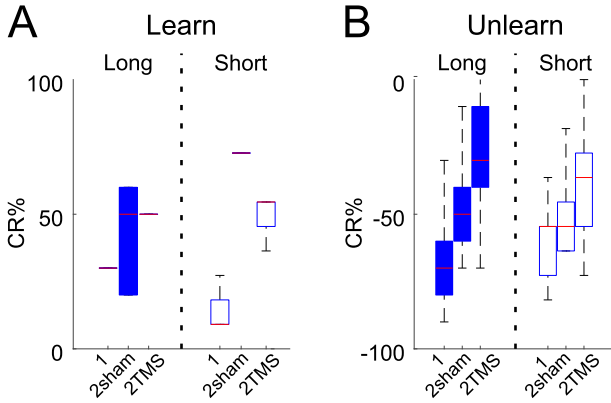 A Learn
Long Short
100
50
0
CR%
1
2sham
2TMS
1
2sham
2TMS
B Unlearn
Long Short
0
-50
-100
CR%
1
2sham
2TMS
1
2sham
2TMS